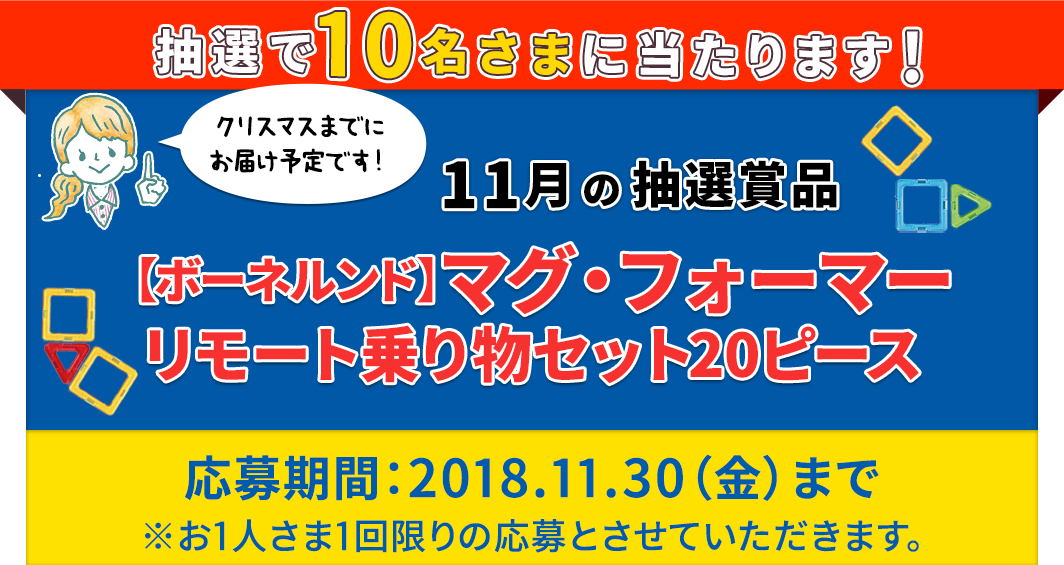 抽選で10名さまに当たります!
クリスマスまでに
お届け予定です!
11月の抽選賞品
【ボーネルンド】マグ・フォーマー
リモート乗り物セット20ピース
応募期間:2018.11.30(金)まで
※お1人さま1回限りの応募とさせていただきます。